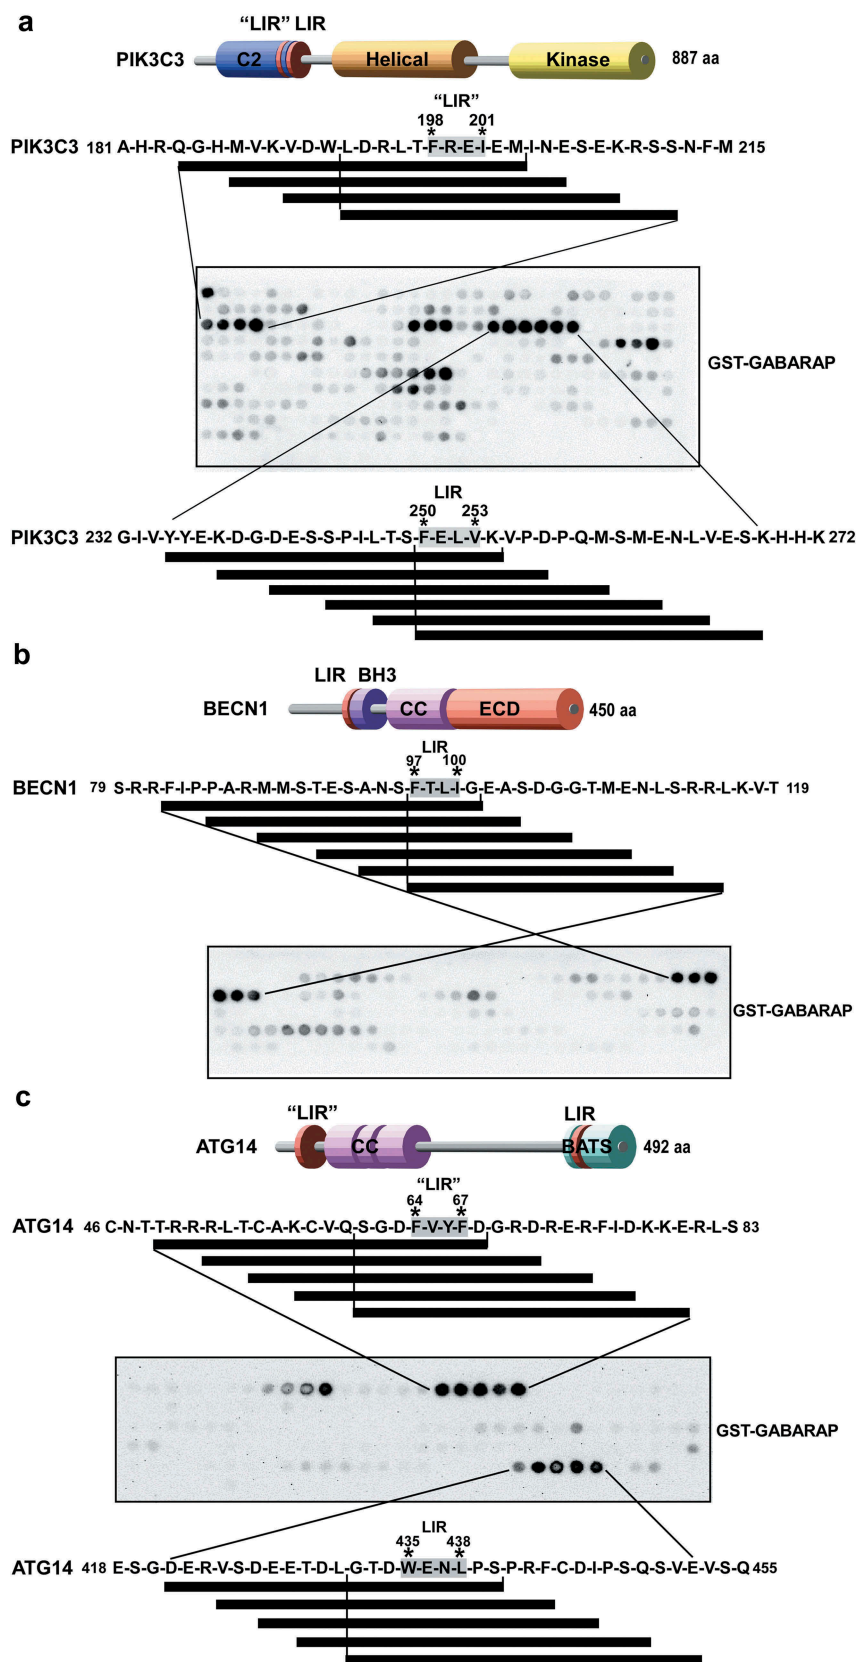 a
“LIR” LIR
PIK3C3 C2 Helical Kinase 887 aa
“LIR”
198 201
* *
PIK3C3 181 A-H-R-Q-G-H-M-V-K-V-D-W-L-D-R-L-T-F-R-E-I-E-M-I-N-E-S-E-K-R-S-S-N-F-M 215
GST-GABARAP
LIR
250 253
* *
PIK3C3 232 G-I-V-Y-Y-E-K-D-G-D-E-S-S-P-I-L-T-S-F-E-L-V-K-V-P-D-P-Q-M-S-M-E-N-L-V-E-S-K-H-H-K 272
b
LIR BH3
BECN1 CC ECD 450 aa
LIR
97 100
* *
BECN1 79 S-R-R-F-I-P-P-A-R-M-M-S-T-E-S-A-N-S-F-T-L-I-G-E-A-S-D-G-G-T-M-E-N-L-S-R-R-L-K-V-T 119
GST-GABARAP
c
“LIR” LIR
ATG14 CC BATS 492 aa
“LIR”
64 67
* *
ATG14 46 C-N-T-T-R-R-R-L-T-C-A-K-C-V-Q-S-G-D-F-V-Y-F-D-G-R-D-R-E-R-F-I-D-K-K-E-R-L-S 83
GST-GABARAP
LIR
435 438
* *
ATG14 418 E-S-G-D-E-R-V-S-D-E-E-T-D-L-G-T-D-W-E-N-L-P-S-P-R-F-C-D-I-P-S-Q-S-V-E-V-S-Q 455